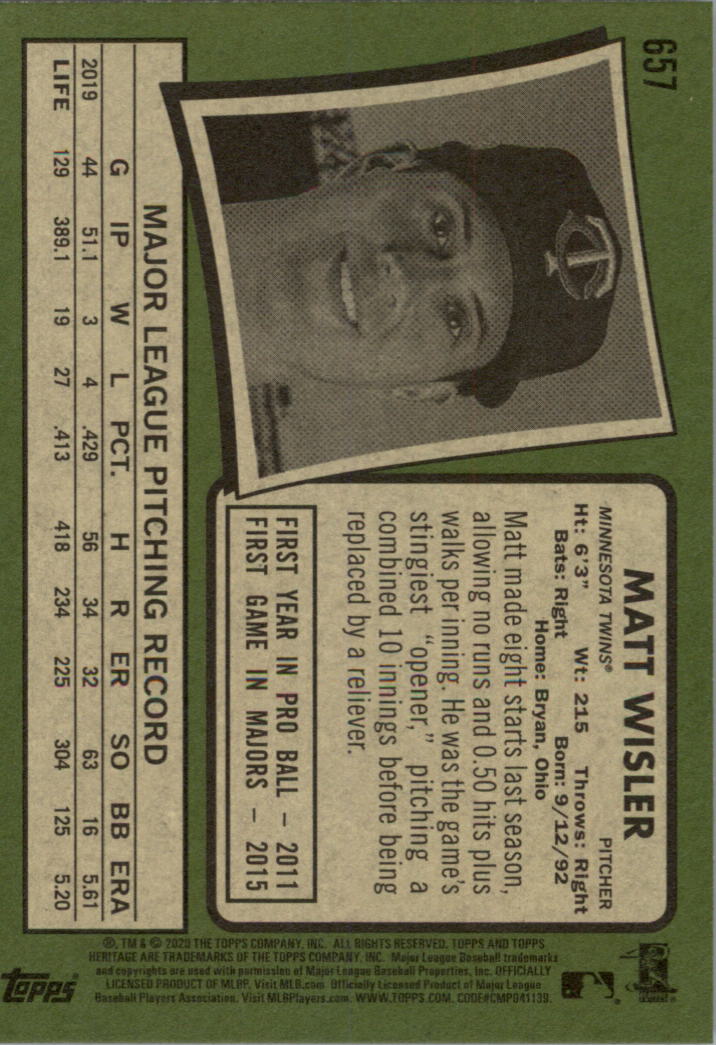 657
MATT WISLER
MINNESOTA TWINS® PITCHER
Ht: 6'3" Wt: 215 Throws: Right
Bats: Right Born: 9/12/92
Home: Bryan, Ohio
Matt made eight starts last season,
allowing no runs and 0.50 hits plus
walks per inning. He was the game's
stingiest “opener,” pitching a
combined 10 innings before being
replaced by a reliever.
FIRST YEAR IN PRO BALL – 2011
FIRST GAME IN MAJORS – 2015
MAJOR LEAGUE PITCHING RECORD
G IP W L PCT. H R ER SO BB ERA
2019 44 51.1 3 4 .429 56 34 32 63 16 5.61
LIFE 129 389.1 19 27 .413 418 234 225 304 125 5.20
®, TM & © 2020 THE TOPPS COMPANY, INC. ALL RIGHTS RESERVED. TOPPS AND TOPPS
HERITAGE ARE TRADEMARKS OF THE TOPPS COMPANY, INC. Major League Baseball trademarks
and copyrights are used with permission of Major League Baseball Properties, Inc. OFFICIALLY
LICENSED PRODUCT OF MLBP. Visit MLB.com Officially Licensed Product of Major League
Baseball Players Association. Visit MLBPlayers.com. WWW.TOPPS.COM. CODE#CMP041139.
topps